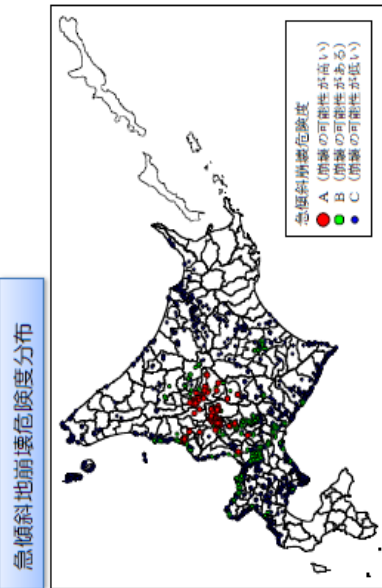 急傾斜地崩壊危険度分布
急傾斜崩壊危険度
A (崩壊の可能性が高い)
B (崩壊の可能性がある)
C (崩壊の可能性が低い)